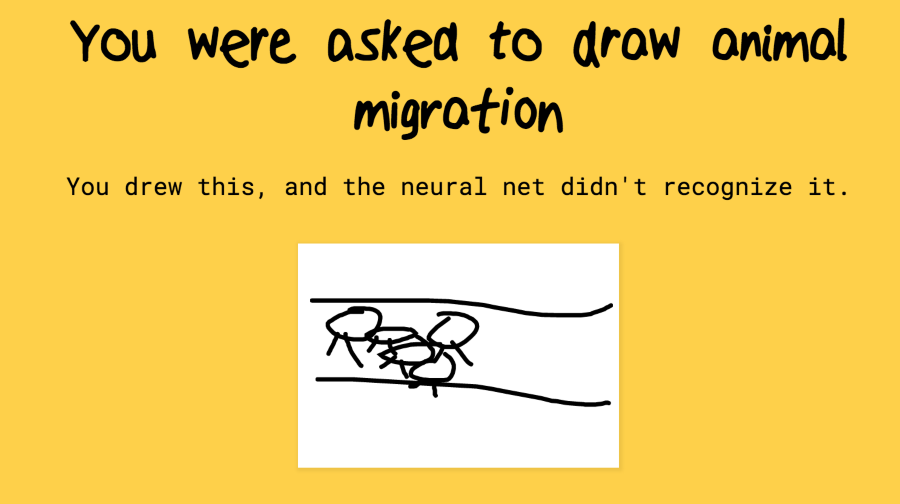 You were asked to draw animal
migration
You drew this, and the neural net didn't recognize it.